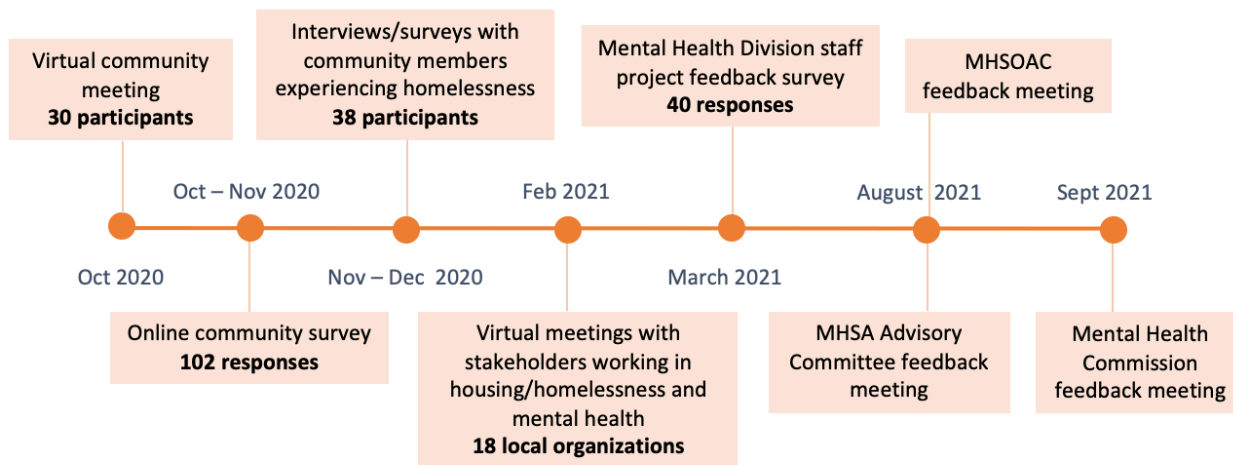 Virtual community
meeting
30 participants
Oct 2020
Oct – Nov 2020
Online community survey
102 responses
Interviews/surveys with
community members
experiencing homelessness
38 participants
Nov – Dec 2020
Feb 2021
Virtual meetings with
stakeholders working in
housing/homelessness and
mental health
18 local organizations
Mental Health Division staff
project feedback survey
40 responses
March 2021
MHSOAC
feedback meeting
August 2021
MHSA Advisory
Committee feedback
meeting
Sept 2021
Mental Health
Commission
feedback meeting